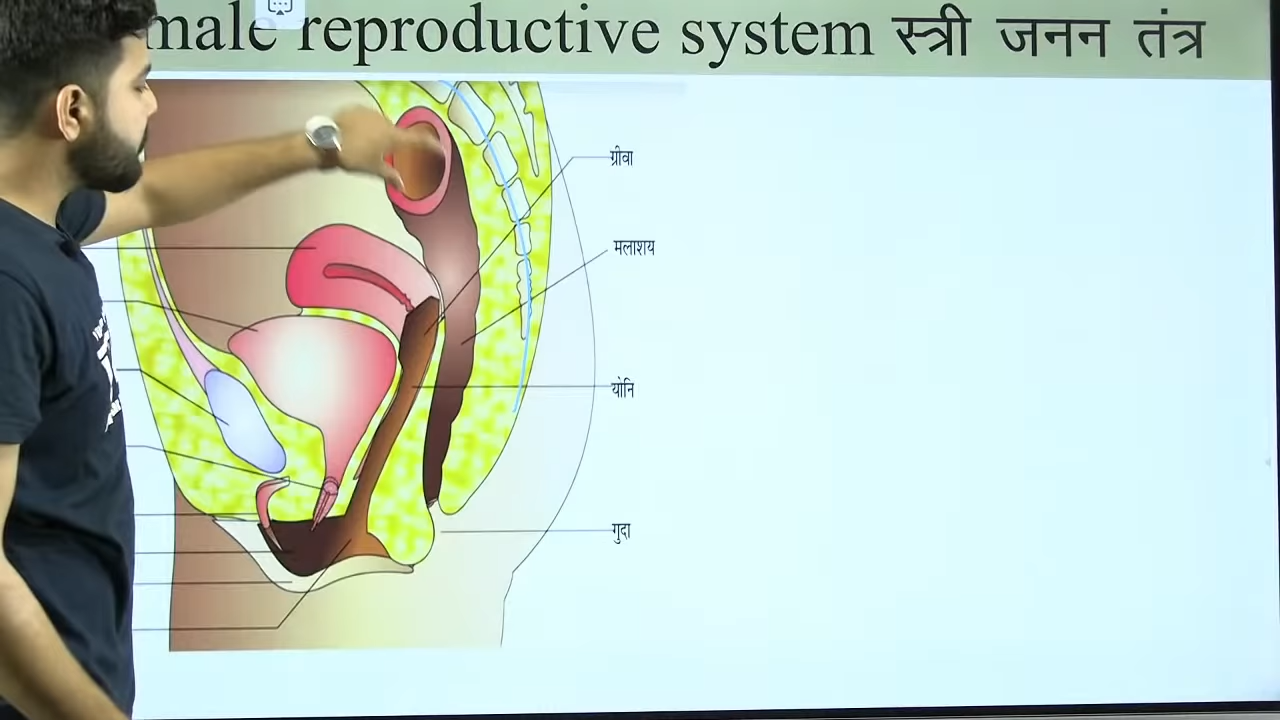 male reproductive system स्त्री जनन तंत्र
ग्रीवा
मलाशय
योनि
गुदा